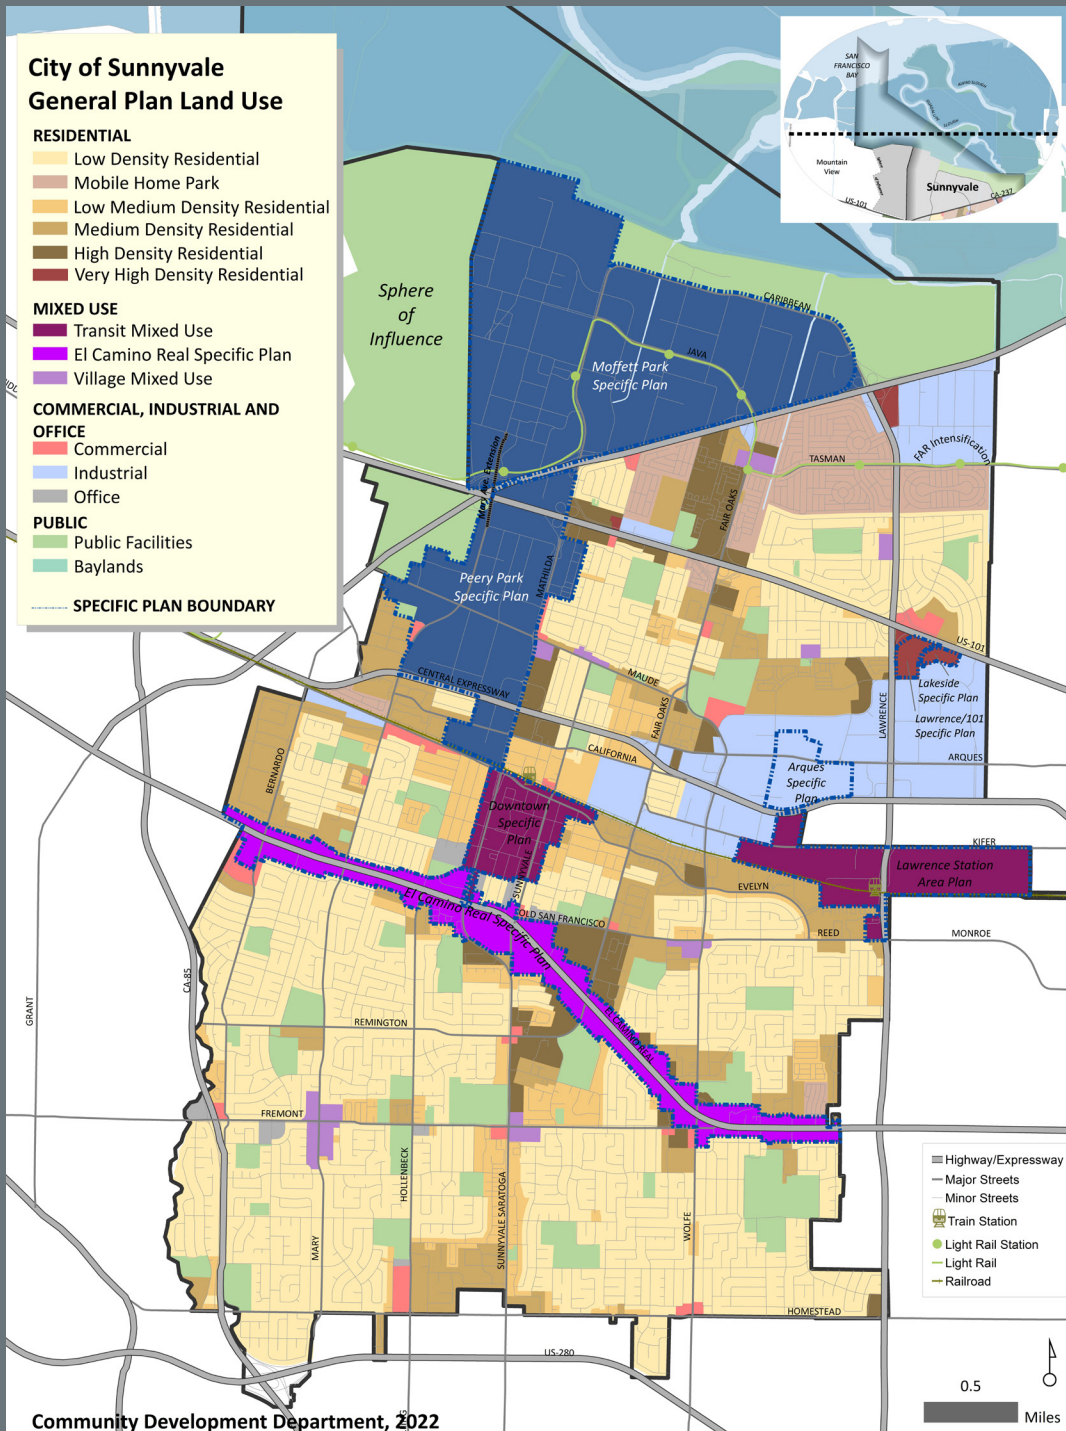 City of Sunnyvale
General Plan Land Use
RESIDENTIAL
Low Density Residential
Mobile Home Park
Low Medium Density Residential
Medium Density Residential
High Density Residential
Very High Density Residential
MIXED USE
Transit Mixed Use
El Camino Real Specific Plan
Village Mixed Use
COMMERCIAL, INDUSTRIAL AND
OFFICE
Commercial
Industrial
Office
PUBLIC
Public Facilities
Baylands
SPECIFIC PLAN BOUNDARY
SAN
FRANCISCO
BAY
Mountain
View
Sunnyvale
US-101
CA-237
Sphere
of
Influence
CARIBBEAN
JAVA
Moffett Park
Specific Plan
Mary Ave. Extension
TASMAN
FAR Intensification
FAIR OAKS
MATHILDA
Peery Park
Specific Plan
US-101
CENTRAL EXPRESSWAY
MAUDE
FAIR OAKS
LAWRENCE
Lakeside
Specific Plan
Lawrence/101
Specific Plan
BERNARDO
CALIFORNIA
ARQUES
Arques
Specific
Plan
Downtown
Specific
Plan
SUNNYVALE
KIFER
Lawrence Station
Area Plan
EVELYN
El Camino Real Specific Plan
OLD SAN FRANCISCO
REED
MONROE
CA-85
GRANT
REMINGTON
EL CAMINO REAL
FREMONT
HOLLENBECK
SUNNYVALE SARATOGA
MARY
WOLFE
HOMESTEAD
US-280
Highway/Expressway
Major Streets
Minor Streets
Train Station
Light Rail Station
Light Rail
Railroad
0.5
Miles
Community Development Department, 2022